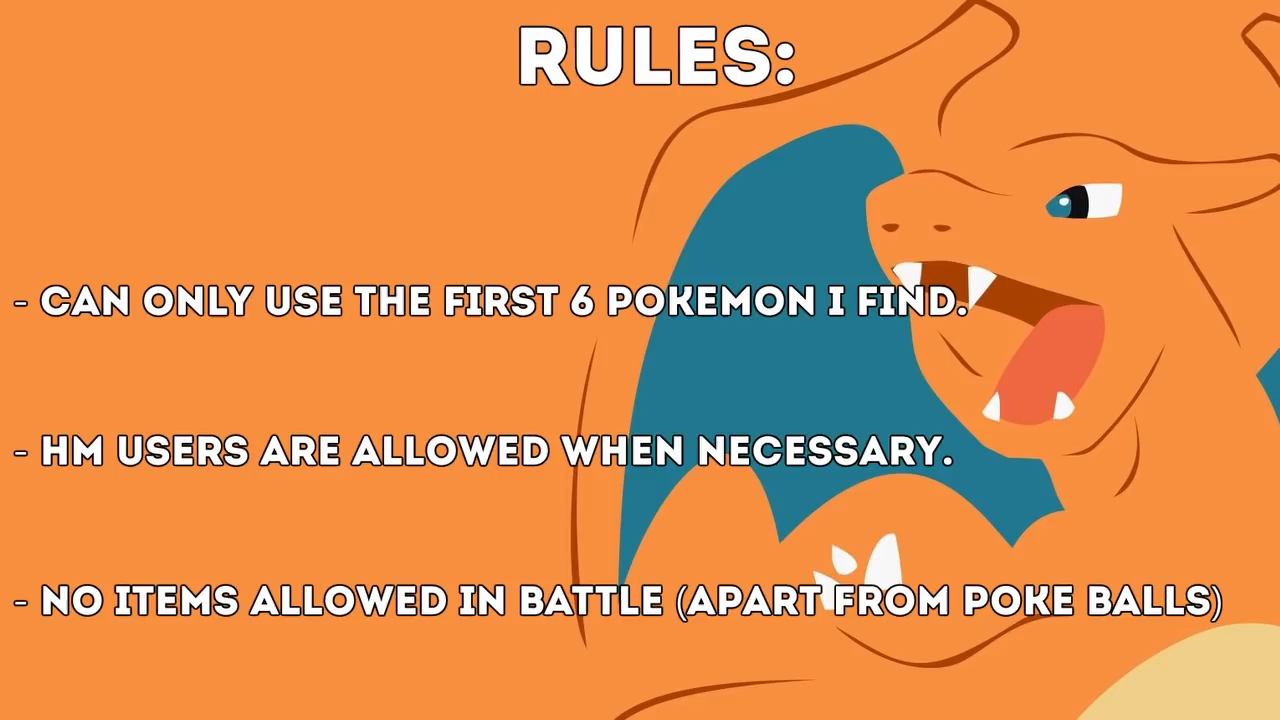 RULES:
- CAN ONLY USE THE FIRST 6 POKEMON I FIND.
- HM USERS ARE ALLOWED WHEN NECESSARY.
- NO ITEMS ALLOWED IN BATTLE (APART FROM POKE BALLS)